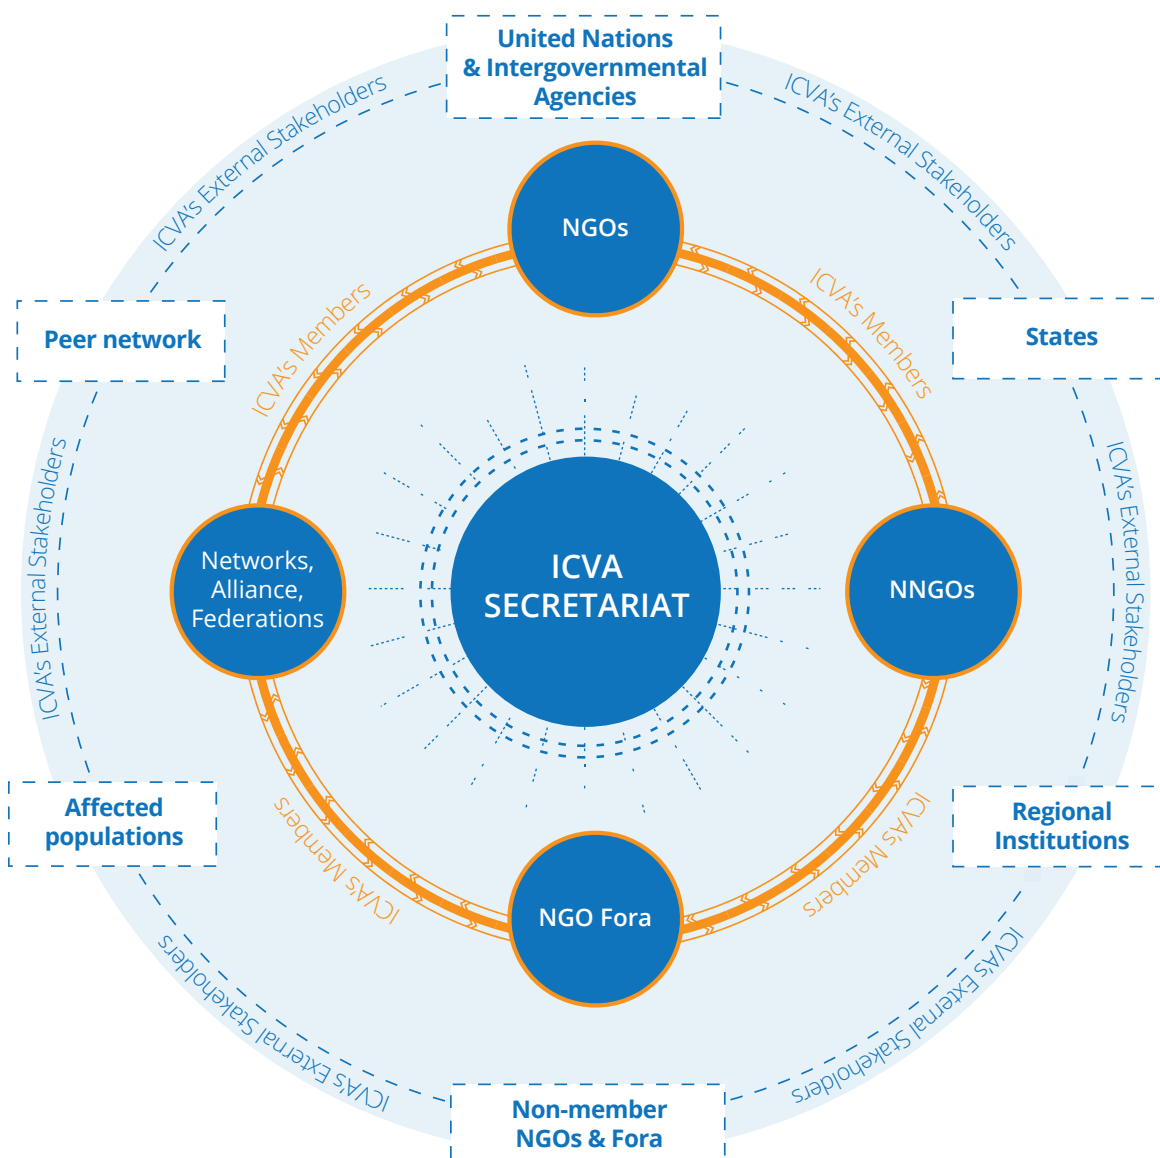 United Nations
& Intergovernmental
Agencies
ICVA's External Stakeholders
ICVA's External Stakeholders
NGOs
ICVA's Members
ICVA's Members
Peer network
States
ICVA's External Stakeholders
ICVA's External Stakeholders
Networks,
Alliance,
Federations
ICVA
SECRETARIAT
NNGOs
Affected
populations
Regional
Institutions
ICVA's Members
ICVA's Members
NGO Fora
ICVA's External Stakeholders
ICVA's External Stakeholders
Non-member
NGOs & Fora